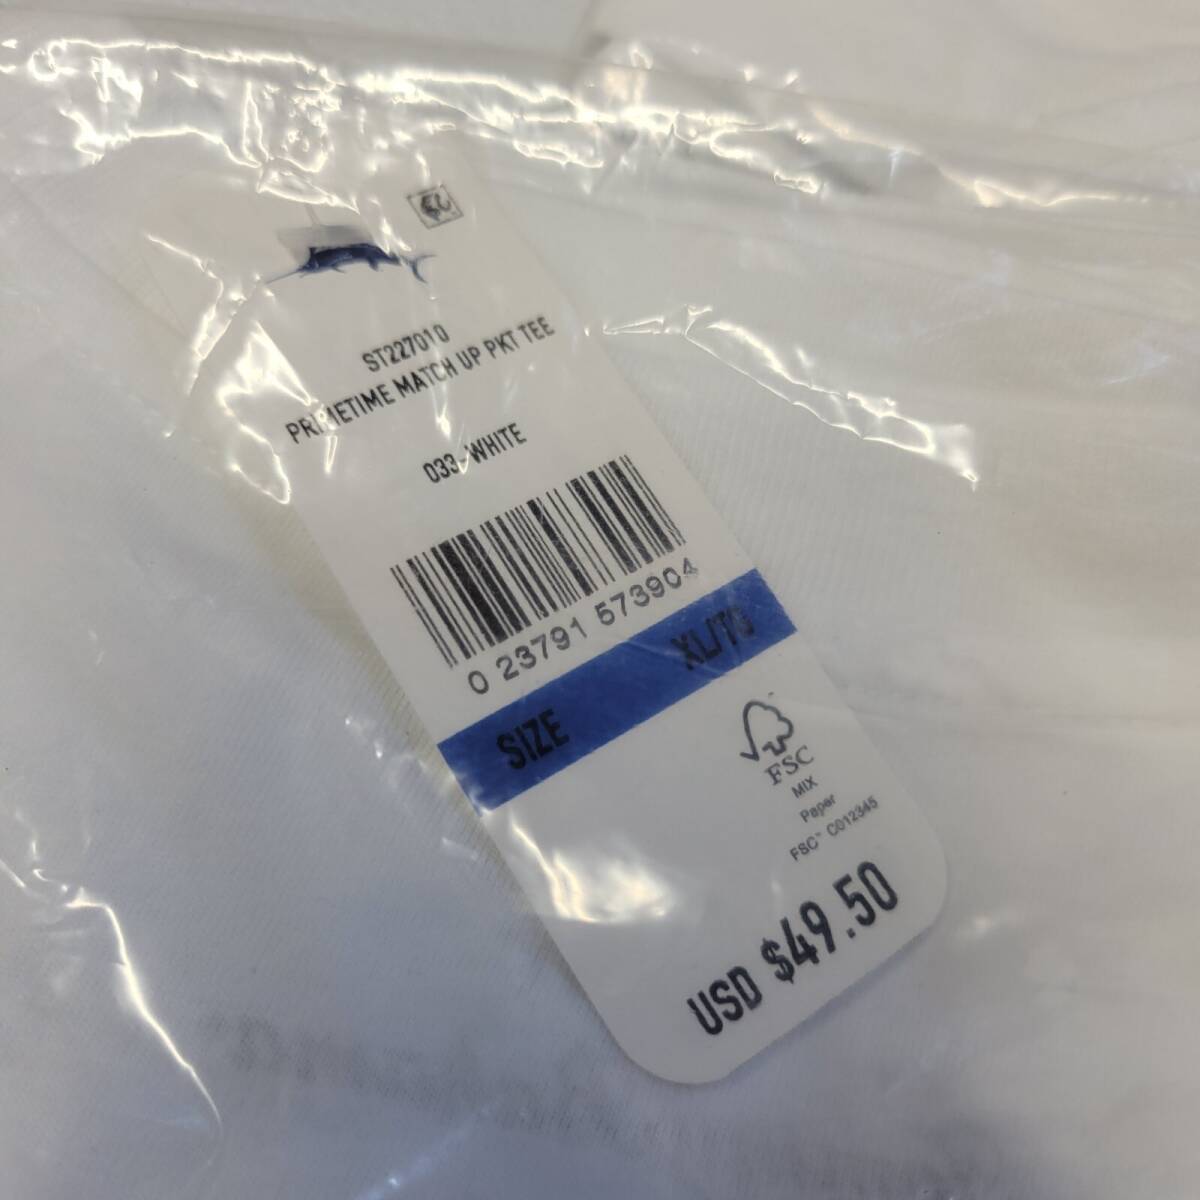 ST227010
PRIMETIME MATCH UP PKT TEE
033-WHITE
0 23791 573904
SIZE XL/TG
FSC
MIX
Paper
FSC™ C012345
USD $49.50